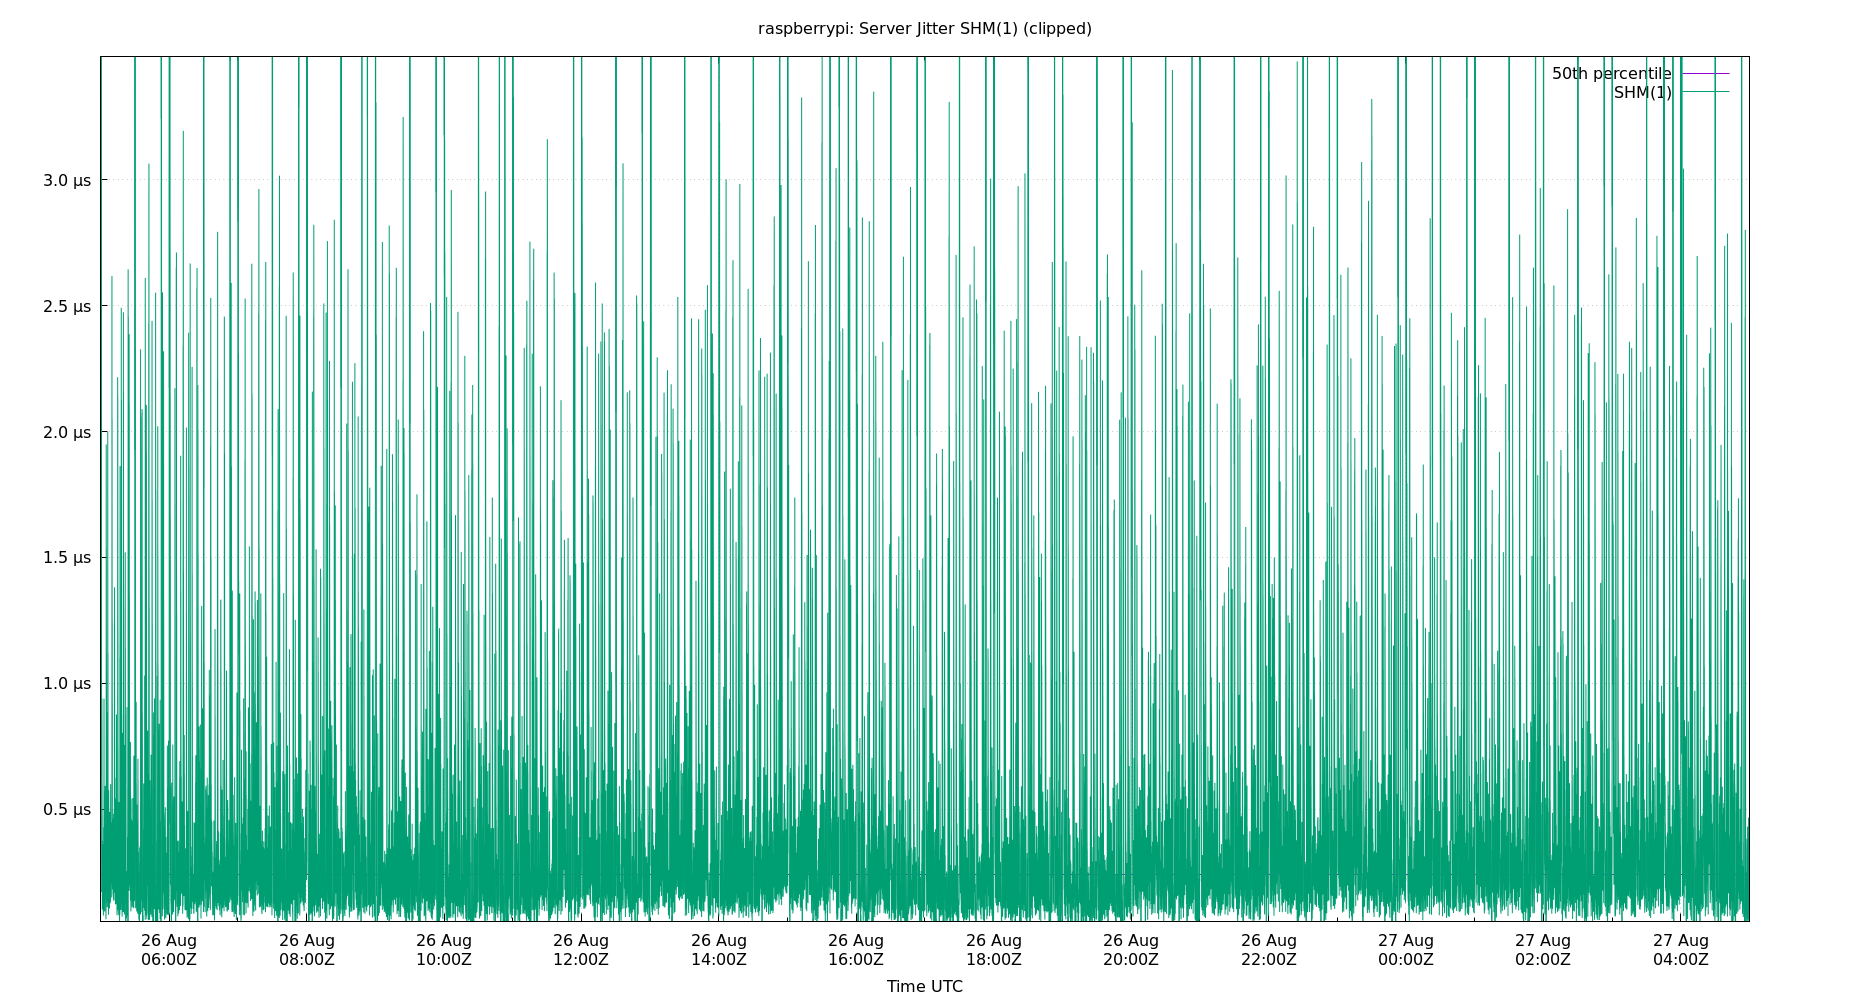 raspberrypi: Server Jitter SHM(1) (clipped)
50th percentile
SHM(1)
3.0 µs
2.5 µs
2.0 µs
1.5 µs
1.0 µs
0.5 µs
26 Aug 26 Aug 26 Aug 26 Aug 26 Aug 26 Aug 26 Aug 26 Aug 26 Aug 27 Aug 27 Aug 27 Aug
06:00Z 08:00Z 10:00Z 12:00Z 14:00Z 16:00Z 18:00Z 20:00Z 22:00Z 00:00Z 02:00Z 04:00Z
Time UTC